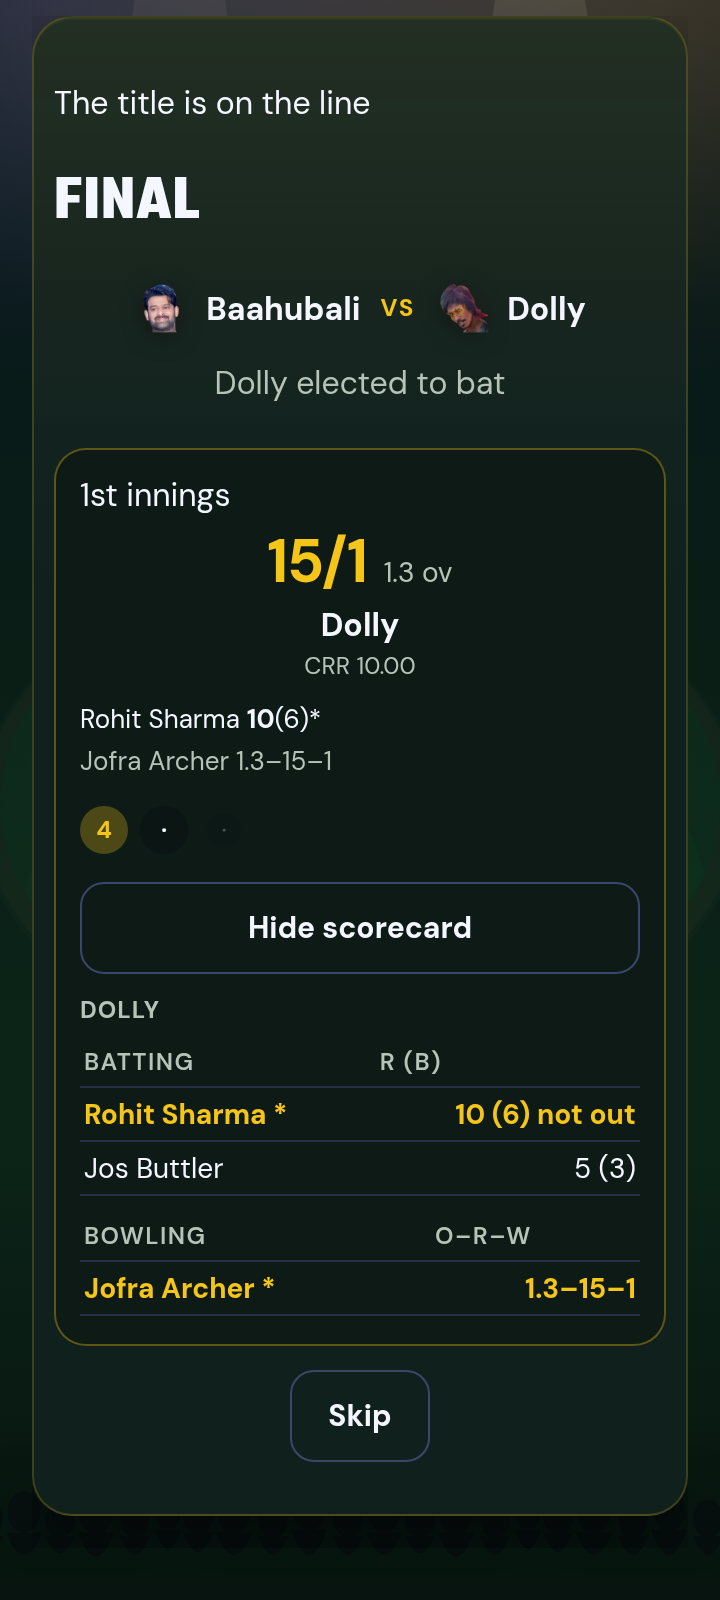 The title is on the line
FINAL
Baahubali VS Dolly
Dolly elected to bat
1st innings
15/1 1.3 ov
Dolly
CRR 10.00
Rohit Sharma 10(6)*
Jofra Archer 1.3–15–1
4 · ·
Hide scorecard
DOLLY
BATTING R (B)
Rohit Sharma * 10 (6) not out
Jos Buttler 5 (3)
BOWLING O–R–W
Jofra Archer * 1.3–15–1
Skip